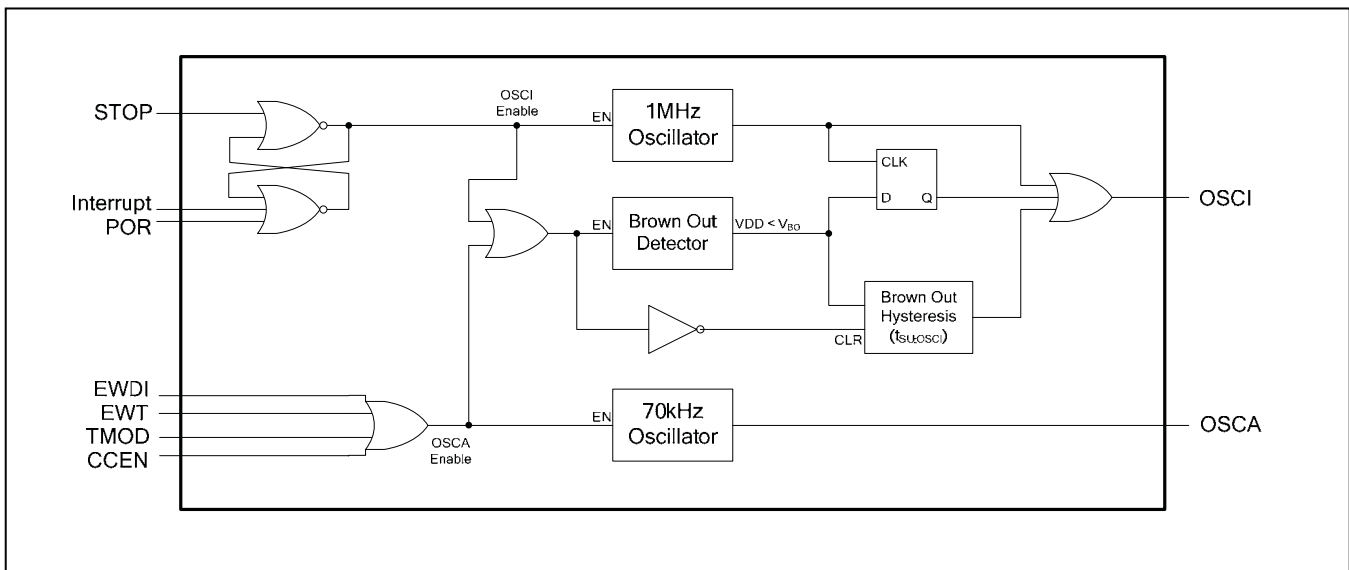 STOP
OSCI
Enable
EN
1MHz
Oscillator
CLK
D
Q
OSCI
Interrupt
POR
EN
Brown Out
Detector
VDD < VBO
Brown Out
Hysteresis
(tSU:OSCI)
CLR
EWDI
EWT
TMOD
CCEN
OSCA
Enable
EN
70kHz
Oscillator
OSCA